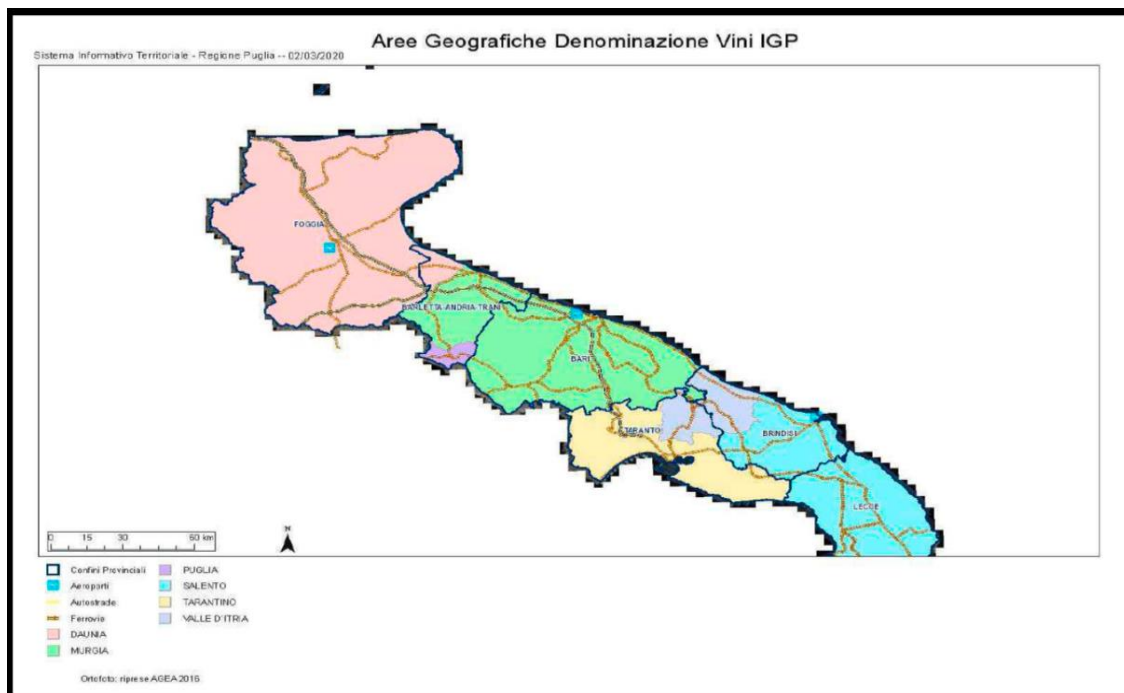 Aree Geografiche Denominazione Vini IGP
Sistema Informativo Territoriale - Regione Puglia -- 02/03/2020
FOGGIA
BARLETTA-ANDRIA-TRANI
BARI
TARANTO
BRINDISI
LECCE
0 15 30 60 km
N
Confini Provinciali
Aeroporti
Autostrade
Ferrovie
DAUNIA
MURGIA
PUGLIA
SALENTO
TARANTINO
VALLE D'ITRIA
Ortofoto: riprese AGEA 2016